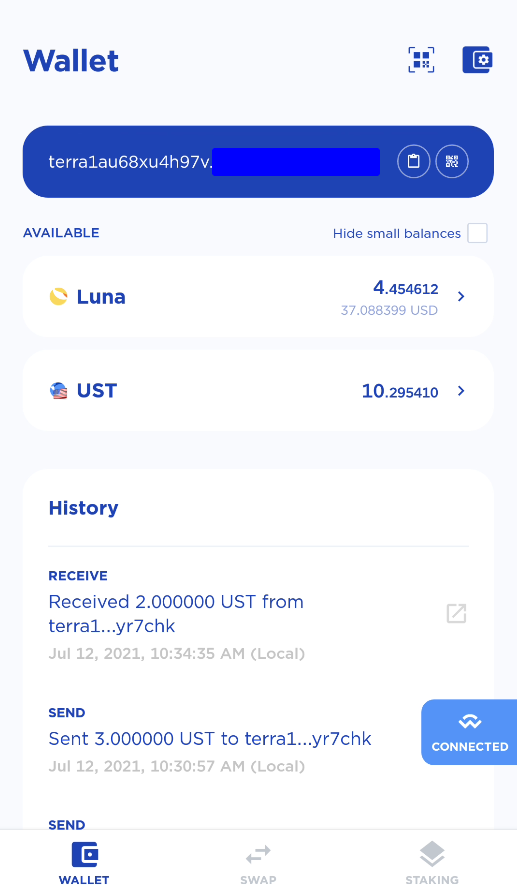 Wallet
terra1au68xu4h97v.
AVAILABLE
Hide small balances
Luna
4.454612
37.088399 USD
UST
10.295410
History
RECEIVE
Received 2.000000 UST from
terra1...yr7chk
Jul 12, 2021, 10:34:35 AM (Local)
SEND
Sent 3.000000 UST to terra1...yr7chk
Jul 12, 2021, 10:30:57 AM (Local)
CONNECTED
SEND
WALLET
SWAP
STAKING